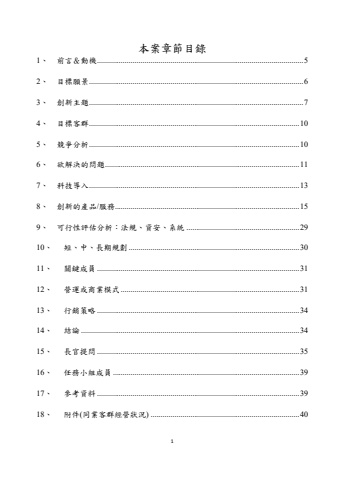 本案章節目錄
1、 前言&動機.....5
2、 目標願景.....6
3、 創新主題.....7
4、 目標客群.....10
5、 競爭分析.....10
6、 欲解決的問題.....11
7、 科技導入.....13
8、 創新的產品/服務.....15
9、 可行性評估分析：法規、資安、系統.....29
10、 短、中、長期規劃.....30
11、 關鍵成員.....31
12、 營運或商業模式.....31
13、 行銷策略.....34
14、 結論.....34
15、 長官提問.....35
16、 任務小組成員.....39
17、 參考資料.....39
18、 附件(同業客群經營狀況).....40
1